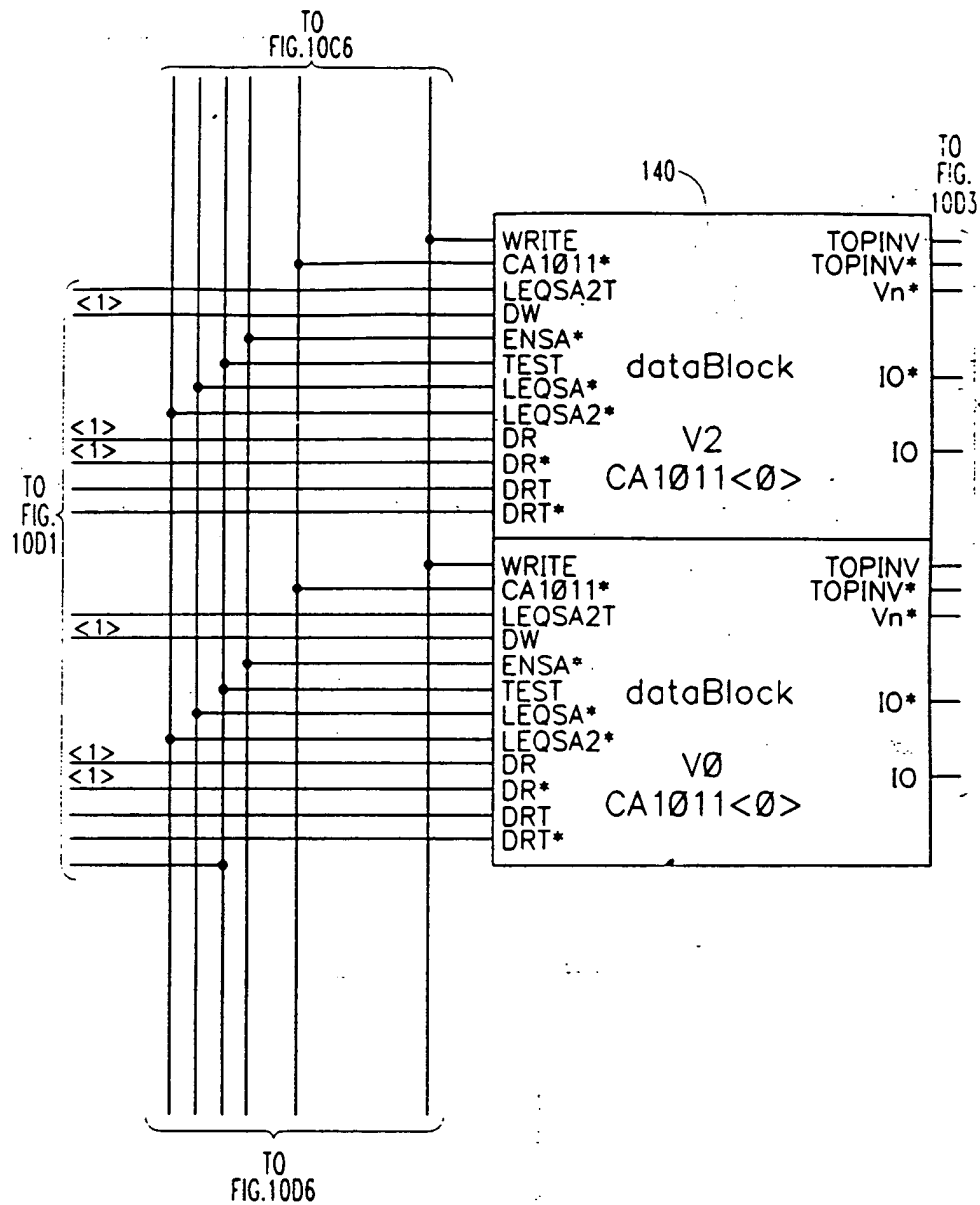 TO
FIG.10C6
TO
FIG.
10D3
140
WRITE
CA1Ø11*
LEQSA2T
DW
ENSA*
TEST
LEQSA*
LEQSA2*
DR
DR*
DRT
DRT*
dataBlock
V2
CA1Ø11<Ø>
TOPINV
TOPINV*
Vn*
IO*
IO
<1>
<1>
<1>
TO
FIG.
10D1
WRITE
CA1Ø11*
LEQSA2T
DW
ENSA*
TEST
LEQSA*
LEQSA2*
DR
DR*
DRT
DRT*
dataBlock
VØ
CA1Ø11<Ø>
TOPINV
TOPINV*
Vn*
IO*
IO
<1>
<1>
<1>
TO
FIG.10D6